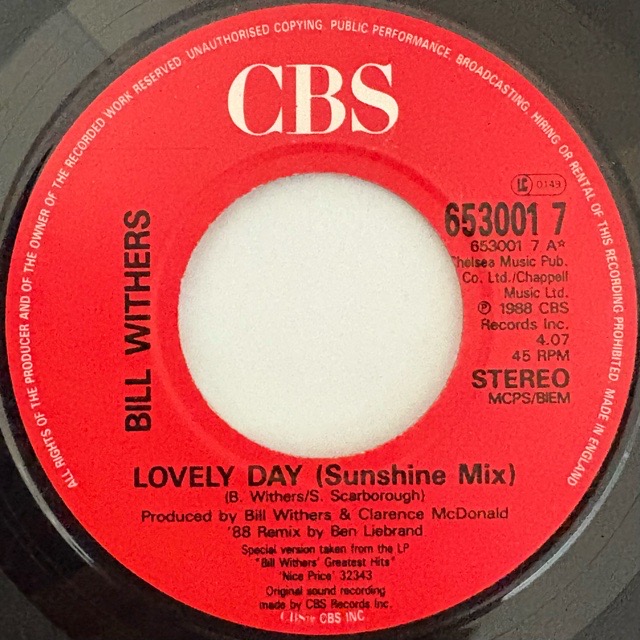 ALL RIGHTS OF THE PRODUCER AND OF THE OWNER OF THE RECORDED WORK RESERVED. UNAUTHORISED COPYING. PUBLIC PERFORMANCE. BROADCASTING. HIRING OR RENTAL OF THIS RECORDING PROHIBITED. MADE IN ENGLAND
CBS
LC 0149
BILL WITHERS
653001 7
653001 7 A☆
Chelsea Music Pub.
Co. Ltd./Chappell
Music Ltd.
℗ 1988 CBS
Records Inc.
4.07
45 RPM
STEREO
MCPS/BIEM
LOVELY DAY (Sunshine Mix)
(B. Withers/S. Scarborough)
Produced by Bill Withers & Clarence McDonald
'88 Remix by Ben Liebrand
Special version taken from the LP
"Bill Withers' Greatest Hits"
'Nice Price' 32343
Original sound recording
made by CBS Records Inc.
CBS CBS INC